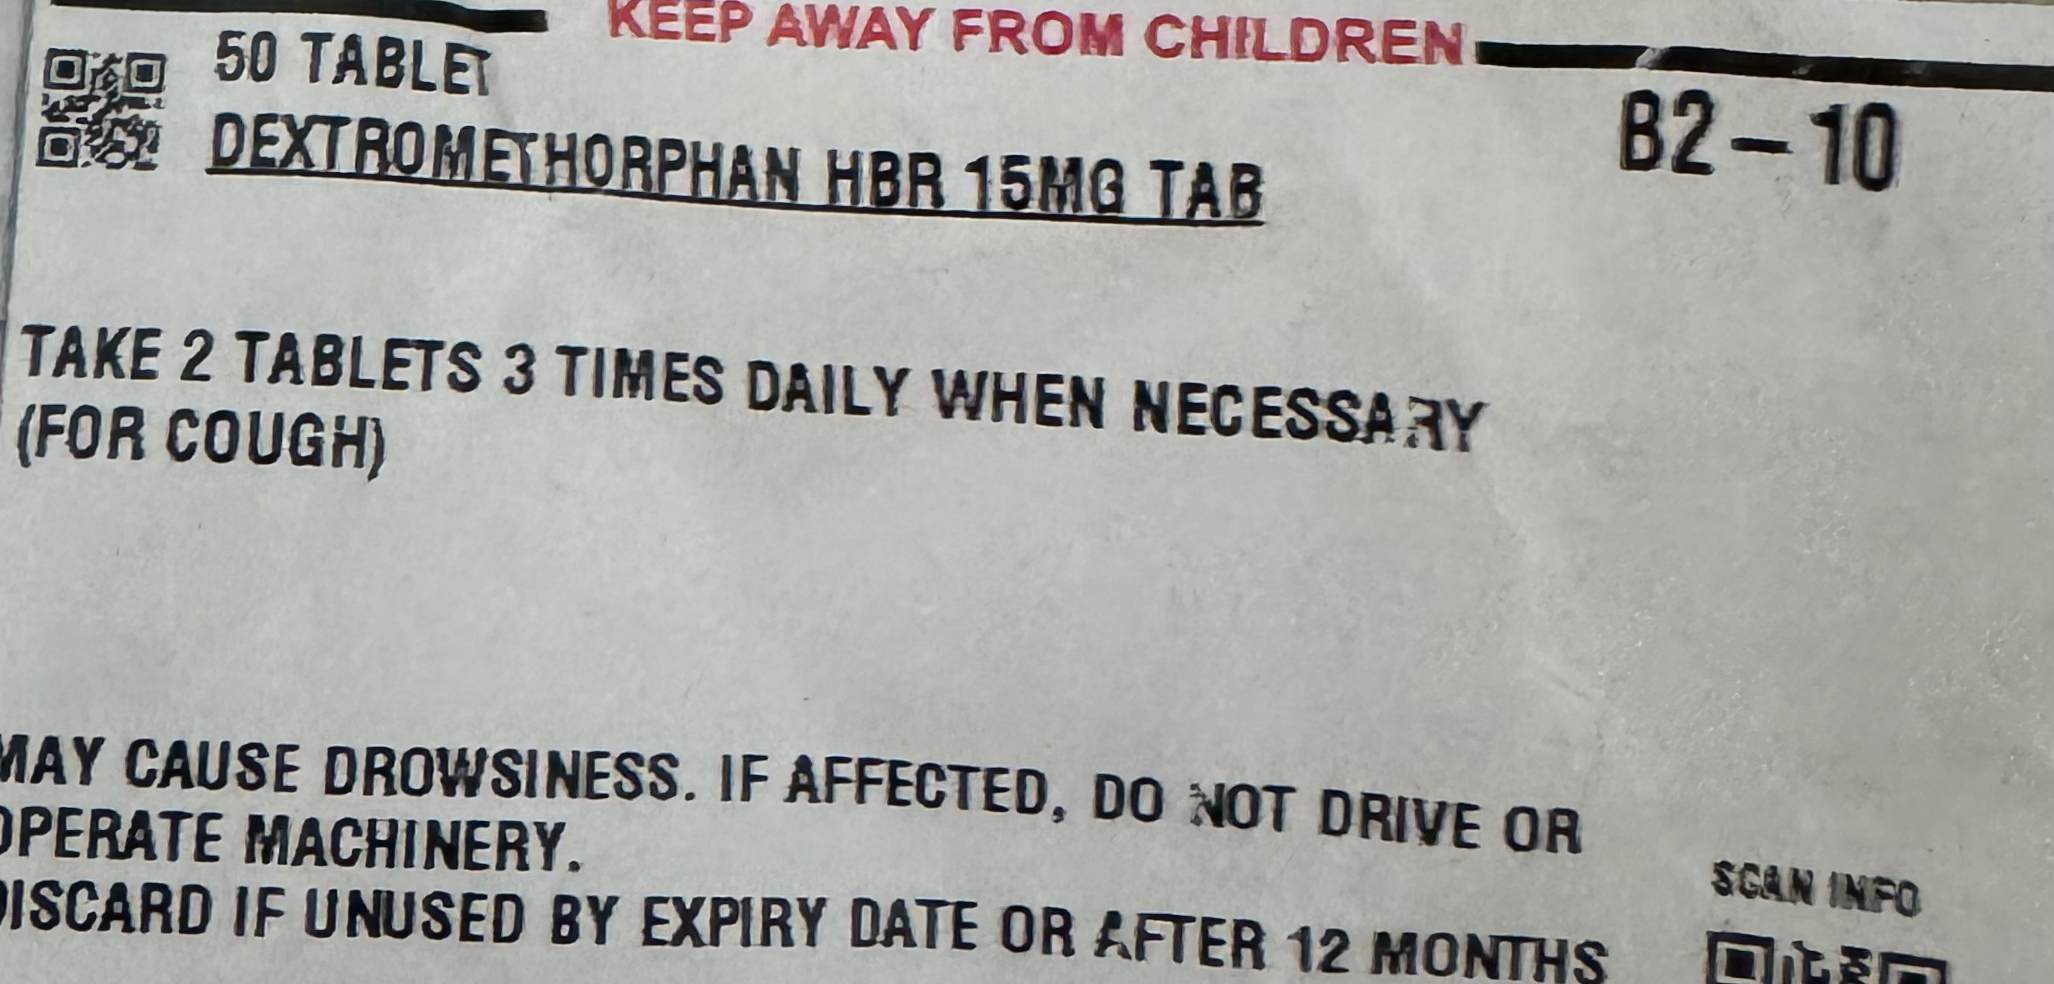 KEEP AWAY FROM CHILDREN
50 TABLET
DEXTROMETHORPHAN HBR 15MG TAB
B2-10
TAKE 2 TABLETS 3 TIMES DAILY WHEN NECESSARY
(FOR COUGH)
MAY CAUSE DROWSINESS. IF AFFECTED, DO NOT DRIVE OR
OPERATE MACHINERY.
DISCARD IF UNUSED BY EXPIRY DATE OR AFTER 12 MONTHS
SCAN INFO